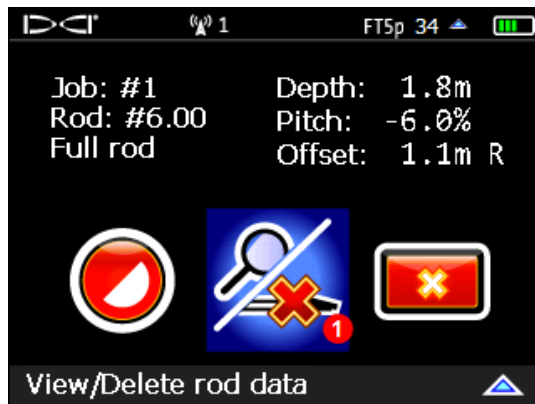 DCI 1 FT5p 34
Job: #1 Depth: 1.8m
Rod: #6.00 Pitch: -6.0%
Full rod Offset: 1.1m R
1
View/Delete rod data